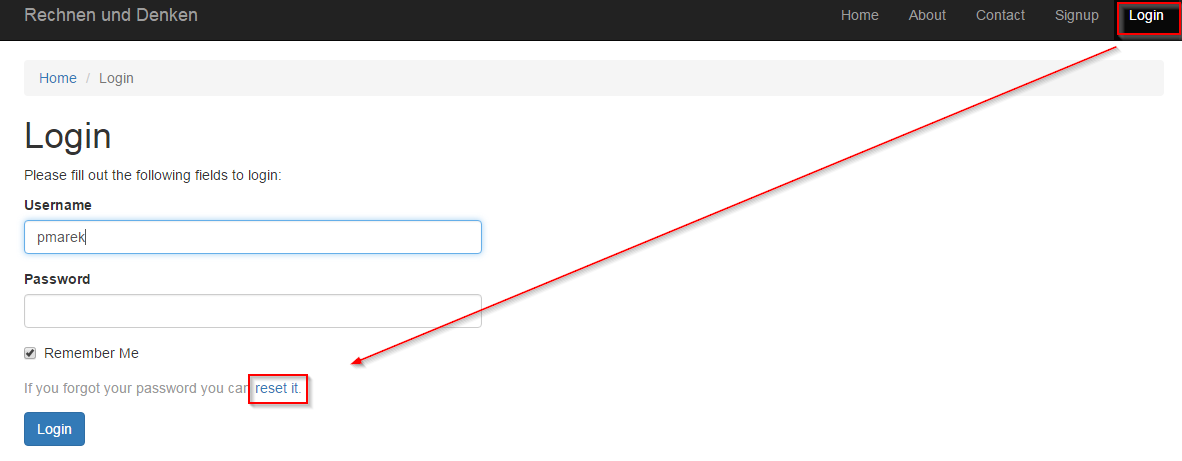 Rechnen und Denken Home About Contact Signup Login
Home / Login
Login
Please fill out the following fields to login:
Username
pmarek
Password
Remember Me
If you forgot your password you can reset it.
Login